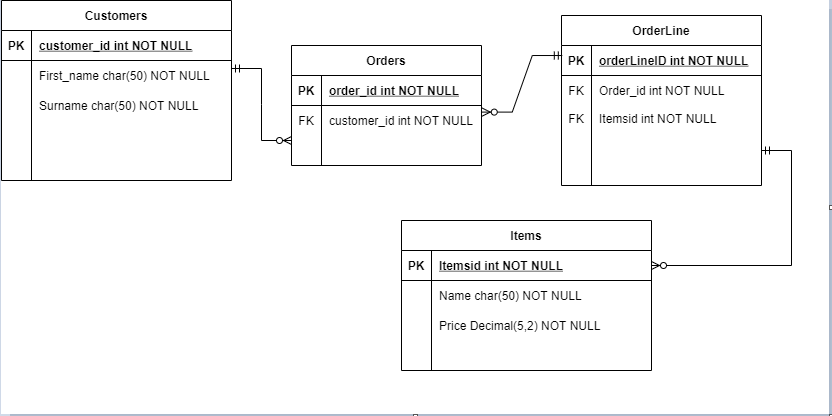 Customers
PK customer_id int NOT NULL
First_name char(50) NOT NULL
Surname char(50) NOT NULL
Orders
PK order_id int NOT NULL
FK customer_id int NOT NULL
OrderLine
PK orderLineID int NOT NULL
FK Order_id int NOT NULL
FK Itemsid int NOT NULL
Items
PK Itemsid int NOT NULL
Name char(50) NOT NULL
Price Decimal(5,2) NOT NULL